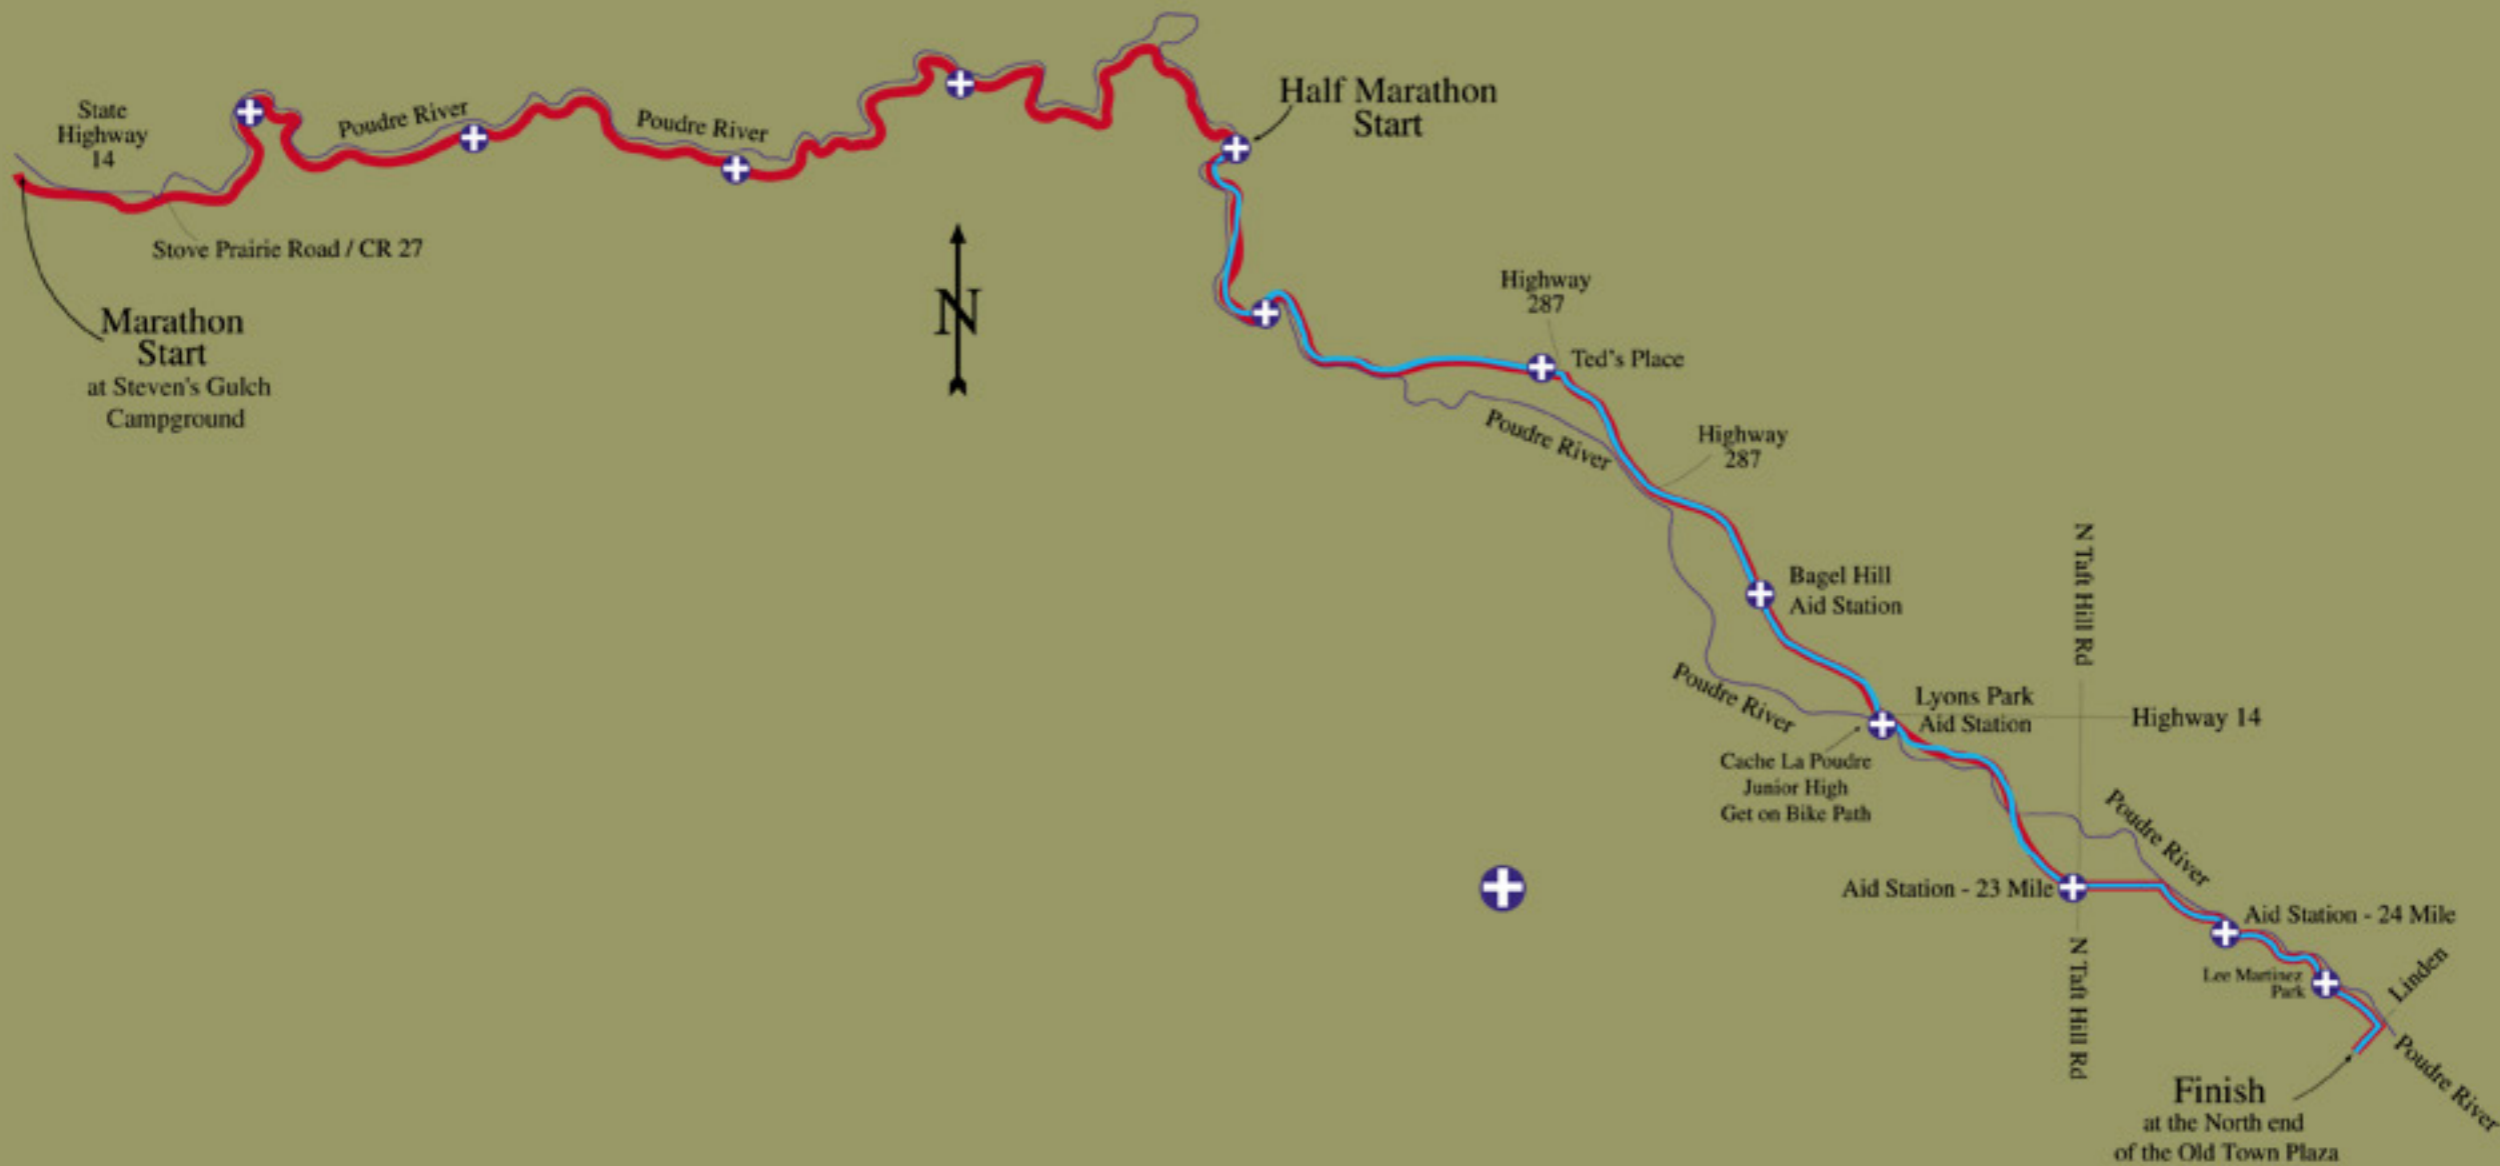 State
Highway
14
Poudre River
Poudre River
Half Marathon
Start
Stove Prairie Road / CR 27
Marathon
Start
at Steven's Gulch
Campground
N
Highway
287
Ted's Place
Poudre River
Highway
287
N Taft Hill Rd
Bagel Hill
Aid Station
Poudre River
Lyons Park
Aid Station
Highway 14
Cache La Poudre
Junior High
Get on Bike Path
Poudre River
Aid Station - 23 Mile
Aid Station - 24 Mile
N Taft Hill Rd
Lee Martinez
Park
Linden
Poudre River
Finish
at the North end
of the Old Town Plaza